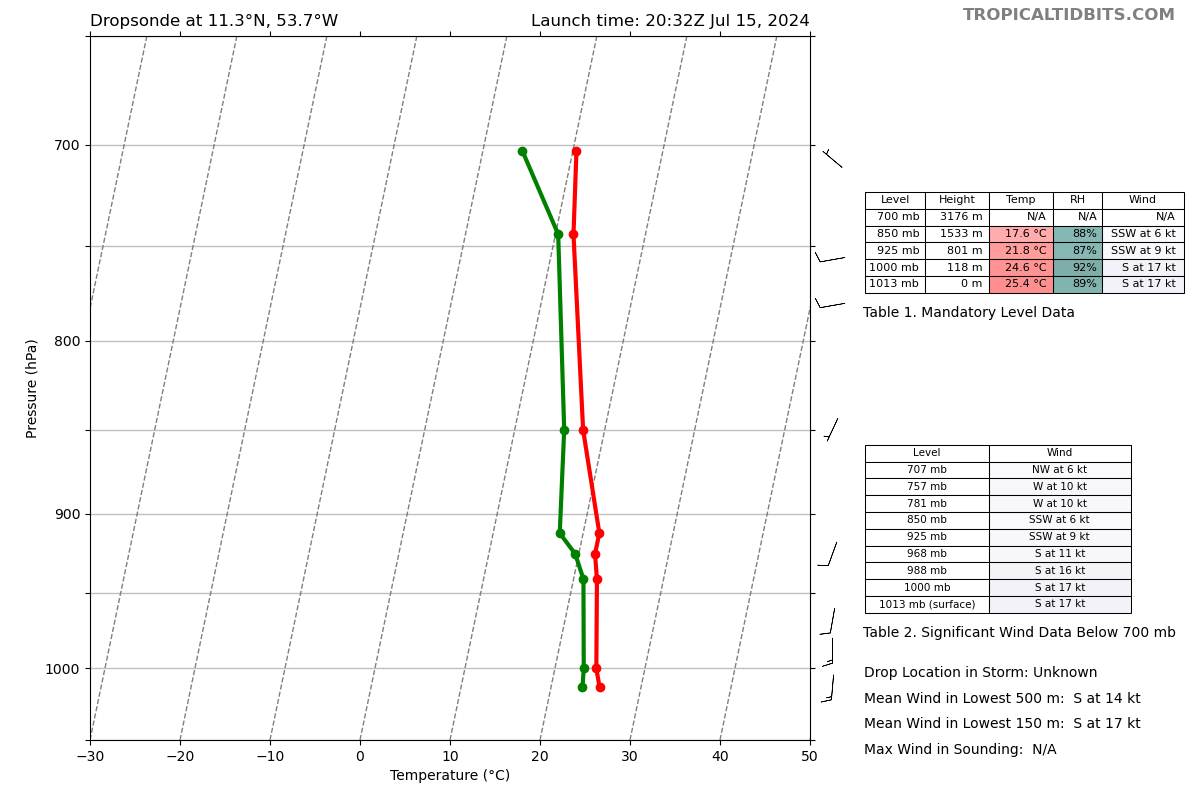 Dropsonde at 11.3°N, 53.7°W
Launch time: 20:32Z Jul 15, 2024
TROPICALTIDBITS.COM
Pressure (hPa)
700
800
900
1000
−30 −20 −10 0 10 20 30 40 50
Temperature (°C)
Level Height Temp RH Wind
700 mb 3176 m N/A N/A N/A
850 mb 1533 m 17.6 °C 88% SSW at 6 kt
925 mb 801 m 21.8 °C 87% SSW at 9 kt
1000 mb 118 m 24.6 °C 92% S at 17 kt
1013 mb 0 m 25.4 °C 89% S at 17 kt
Table 1. Mandatory Level Data
Level Wind
707 mb NW at 6 kt
757 mb W at 10 kt
781 mb W at 10 kt
850 mb SSW at 6 kt
925 mb SSW at 9 kt
968 mb S at 11 kt
988 mb S at 16 kt
1000 mb S at 17 kt
1013 mb (surface) S at 17 kt
Table 2. Significant Wind Data Below 700 mb
Drop Location in Storm: Unknown
Mean Wind in Lowest 500 m: S at 14 kt
Mean Wind in Lowest 150 m: S at 17 kt
Max Wind in Sounding: N/A